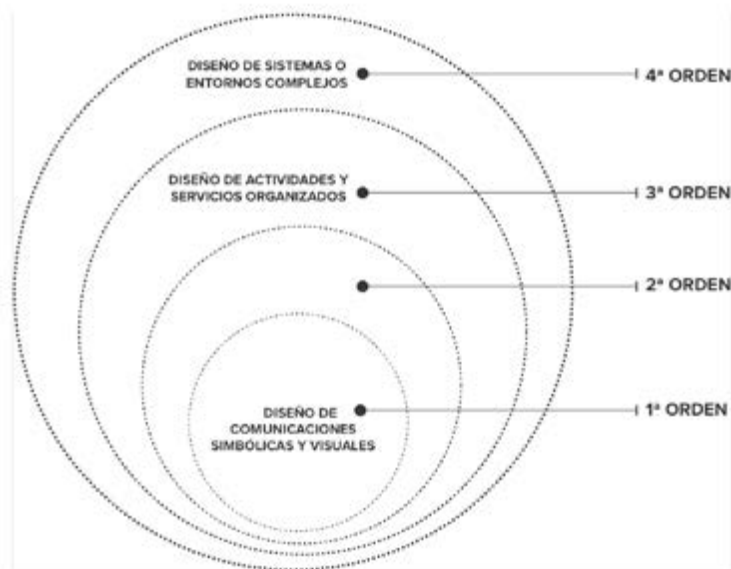 DISEÑO DE SISTEMAS O
ENTORNOS COMPLEJOS
4ª ORDEN
DISEÑO DE ACTIVIDADES Y
SERVICIOS ORGANIZADOS
3ª ORDEN
2ª ORDEN
1ª ORDEN
DISEÑO DE
COMUNICACIONES
SIMBÓLICAS Y VISUALES